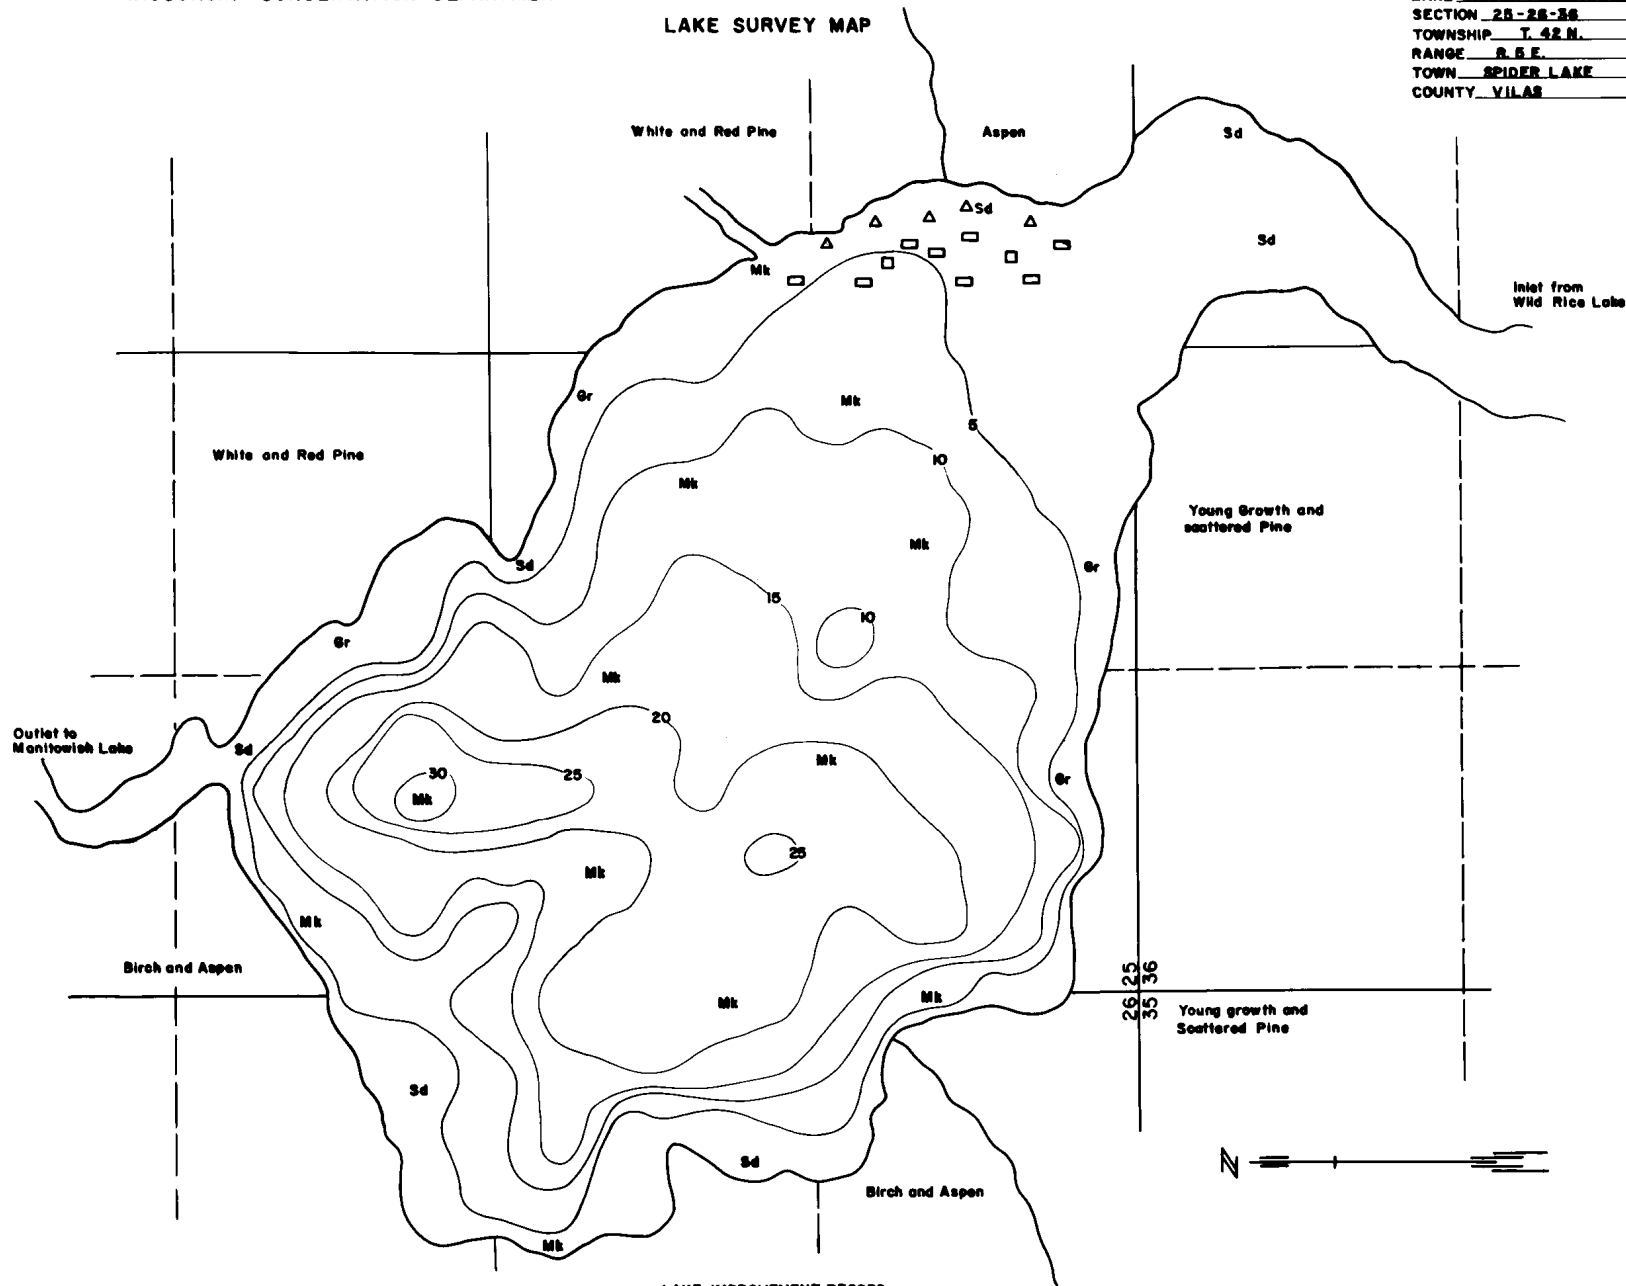 LAKE SURVEY MAP
SECTION 25-26-36
TOWNSHIP T. 42 N.
RANGE R. 5 E.
TOWN SPIDER LAKE
COUNTY VILAS
White and Red Pine
Aspen
Sd
Sd
Sd
Mk
Inlet from
Wild Rice Lake
Gr
Mk
5
10
White and Red Pine
Mk
Young Growth and
scattered Pine
Mk
Sd
Gr
15
10
Gr
Mk
20
Outlet to
Manitowish Lake
Sd
Mk
30
25
Gr
Mk
25
Mk
Mk
Birch and Aspen
25
36
26
35
Mk
Mk
Young growth and
Scattered Pine
Sd
Sd
N
Birch and Aspen
Mk